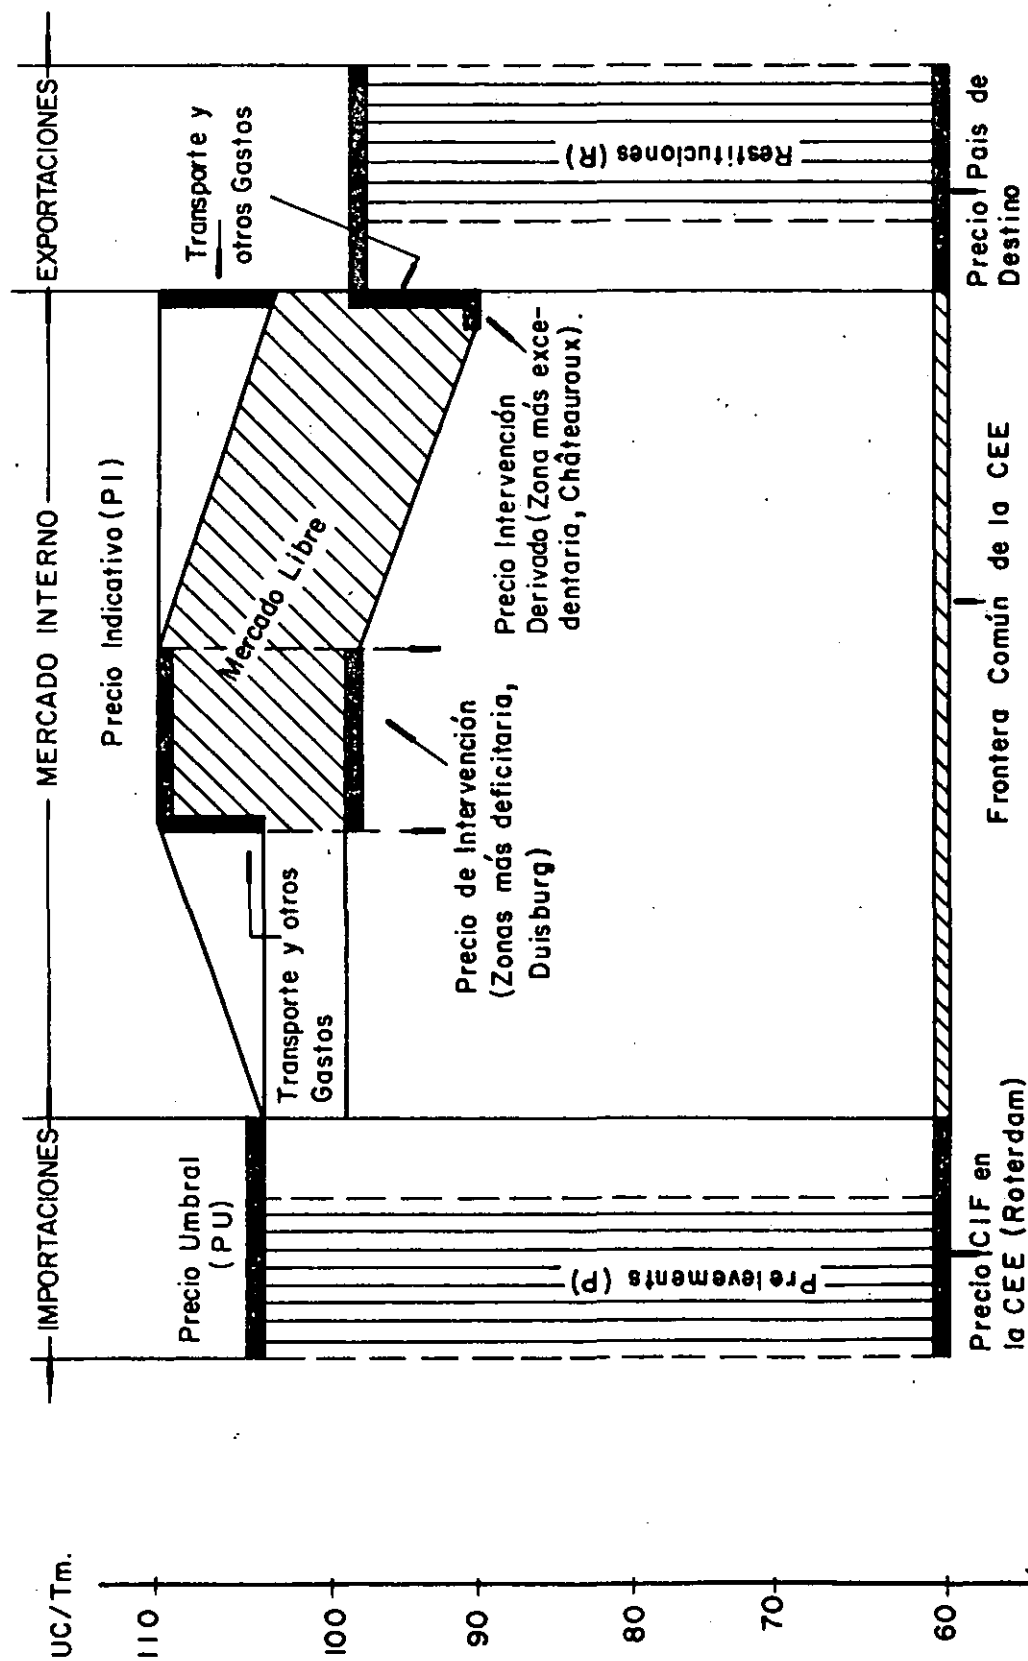 IMPORTACIONES
MERCADO INTERNO
EXPORTACIONES
UC/Tm.
110
100
90
80
70
60
Precio Umbral
(PU)
Prelevements (P)
Precio CIF en
la CEE (Roterdam)
Transporte y otros
Gastos
Precio Indicativo (PI)
Mercado Libre
Precio de Intervención
(Zonas más deficitaria,
Duisburg)
Precio Intervención
Derivado (Zona más exce-
dentaria, Châteauroux).
Frontera Común de la CEE
Transporte y
otros Gastos
Restituciones (R)
Precio Pais de
Destino